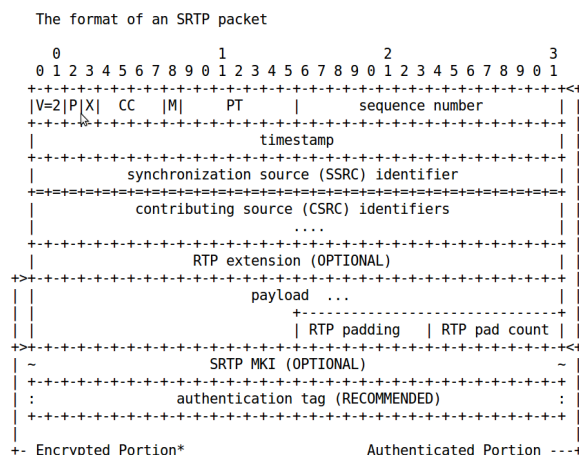 The format of an SRTP packet
0 1 2 3
0 1 2 3 4 5 6 7 8 9 0 1 2 3 4 5 6 7 8 9 0 1 2 3 4 5 6 7 8 9 0 1
+-+-+-+-+-+-+-+-+-+-+-+-+-+-+-+-+-+-+-+-+-+-+-+-+-+-+-+-+-+-+-+-+<+
|V=2|P|X| CC |M| PT | sequence number | |
+-+-+-+-+-+-+-+-+-+-+-+-+-+-+-+-+-+-+-+-+-+-+-+-+-+-+-+-+-+-+-+-+ |
| timestamp | |
+-+-+-+-+-+-+-+-+-+-+-+-+-+-+-+-+-+-+-+-+-+-+-+-+-+-+-+-+-+-+-+-+ |
| synchronization source (SSRC) identifier | |
+=+=+=+=+=+=+=+=+=+=+=+=+=+=+=+=+=+=+=+=+=+=+=+=+=+=+=+=+=+=+=+=+ |
| contributing source (CSRC) identifiers | |
| .... | |
+-+-+-+-+-+-+-+-+-+-+-+-+-+-+-+-+-+-+-+-+-+-+-+-+-+-+-+-+-+-+-+-+ |
| RTP extension (OPTIONAL) | |
+>+-+-+-+-+-+-+-+-+-+-+-+-+-+-+-+-+-+-+-+-+-+-+-+-+-+-+-+-+-+-+-+-+ |
| | payload ... | |
| | +-------------------------------+ |
| | | RTP padding | RTP pad count | |
+>+-+-+-+-+-+-+-+-+-+-+-+-+-+-+-+-+-+-+-+-+-+-+-+-+-+-+-+-+-+-+-+-+<+
| ~ SRTP MKI (OPTIONAL) ~ |
| +-+-+-+-+-+-+-+-+-+-+-+-+-+-+-+-+-+-+-+-+-+-+-+-+-+-+-+-+-+-+-+-+ |
| : authentication tag (RECOMMENDED) : |
| +-+-+-+-+-+-+-+-+-+-+-+-+-+-+-+-+-+-+-+-+-+-+-+-+-+-+-+-+-+-+-+-+ |
| |
+- Encrypted Portion* Authenticated Portion ---+